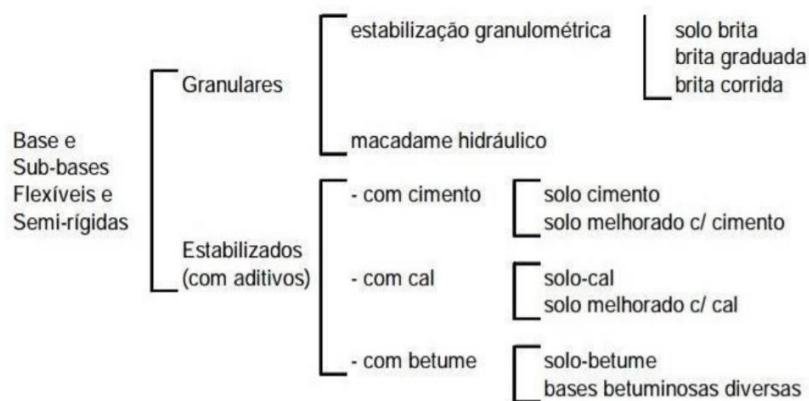 Base e
Sub-bases
Flexíveis e
Semi-rígidas
Granulares
estabilização granulométrica
solo brita
brita graduada
brita corrida
macadame hidráulico
Estabilizados
(com aditivos)
- com cimento
solo cimento
solo melhorado c/ cimento
- com cal
solo-cal
solo melhorado c/ cal
- com betume
solo-betume
bases betuminosas diversas